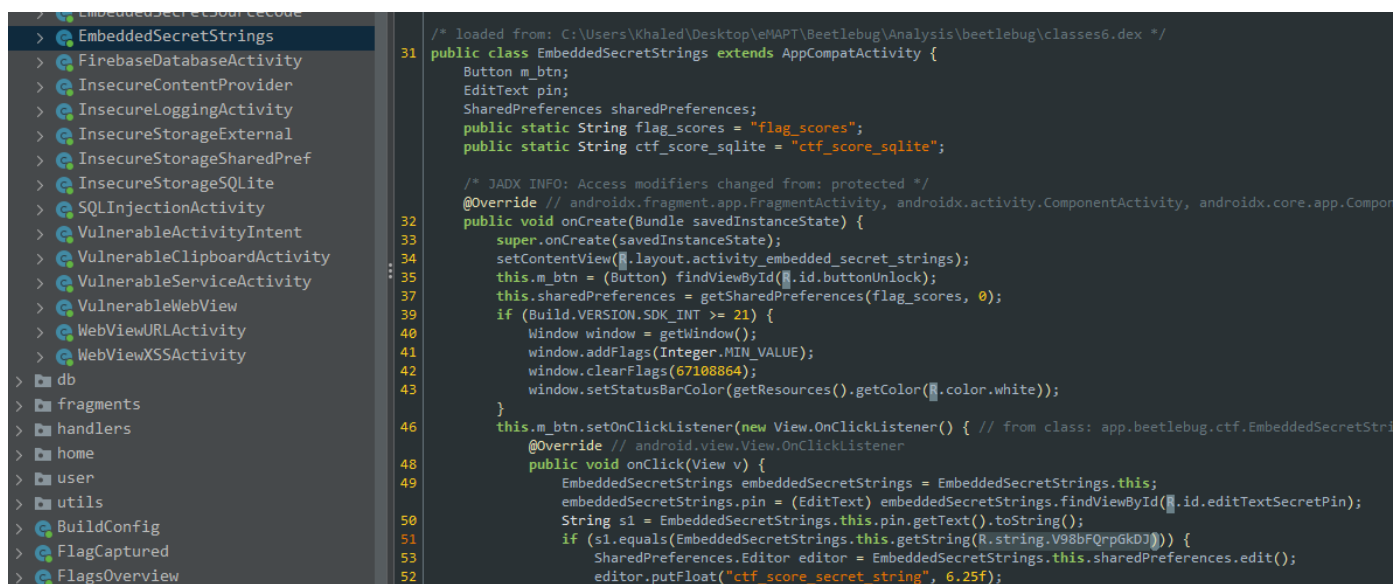 EmbeddedSecretSourceCode
EmbeddedSecretStrings
FirebaseDatabaseActivity
InsecureContentProvider
InsecureLoggingActivity
InsecureStorageExternal
InsecureStorageSharedPref
InsecureStorageSQLite
SQLInjectionActivity
VulnerableActivityIntent
VulnerableClipboardActivity
VulnerableServiceActivity
VulnerableWebView
WebViewURLActivity
WebViewXSSActivity
db
fragments
handlers
home
user
utils
BuildConfig
FlagCaptured
FlagsOverview
/* loaded from: C:\Users\Khaled\Desktop\eMAPT\Beetlebug\Analysis\beetlebug\classes6.dex */
31 public class EmbeddedSecretStrings extends AppCompatActivity {
Button m_btn;
EditText pin;
SharedPreferences sharedPreferences;
public static String flag_scores = "flag_scores";
public static String ctf_score_sqlite = "ctf_score_sqlite";
/* JADX INFO: Access modifiers changed from: protected */
@Override // androidx.fragment.app.FragmentActivity, androidx.activity.ComponentActivity, androidx.core.app.Compon
32 public void onCreate(Bundle savedInstanceState) {
33 super.onCreate(savedInstanceState);
34 setContentView(R.layout.activity_embedded_secret_strings);
35 this.m_btn = (Button) findViewById(R.id.buttonUnlock);
37 this.sharedPreferences = getSharedPreferences(flag_scores, 0);
39 if (Build.VERSION.SDK_INT >= 21) {
40 Window window = getWindow();
41 window.addFlags(Integer.MIN_VALUE);
42 window.clearFlags(67108864);
43 window.setStatusBarColor(getResources().getColor(R.color.white));
}
46 this.m_btn.setOnClickListener(new View.OnClickListener() { // from class: app.beetlebug.ctf.EmbeddedSecretStri
@Override // android.view.View.OnClickListener
48 public void onClick(View v) {
49 EmbeddedSecretStrings embeddedSecretStrings = EmbeddedSecretStrings.this;
embeddedSecretStrings.pin = (EditText) embeddedSecretStrings.findViewById(R.id.editTextSecretPin);
50 String s1 = EmbeddedSecretStrings.this.pin.getText().toString();
51 if (s1.equals(EmbeddedSecretStrings.this.getString(R.string.V98bFQrpGkDJ))) {
53 SharedPreferences.Editor editor = EmbeddedSecretStrings.this.sharedPreferences.edit();
52 editor.putFloat("ctf_score_secret_string", 6.25f);